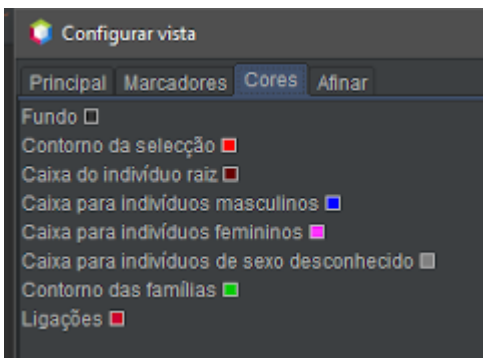 Configurar vista
Principal Marcadores Cores Afinar
Fundo
Contorno da selecção
Caixa do indivíduo raiz
Caixa para indivíduos masculinos
Caixa para indivíduos femininos
Caixa para indivíduos de sexo desconhecido
Contorno das famílias
Ligações